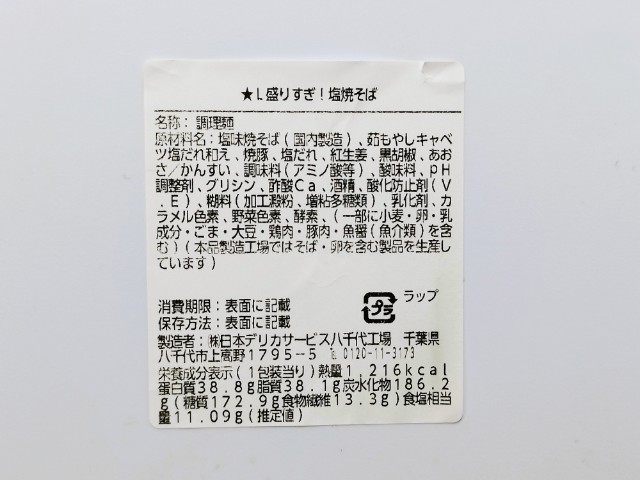 ★L盛りすぎ！塩焼そば
名称：調理麺
原材料名：塩味焼そば（国内製造）、茹もやしキャベ
ツ塩だれ和え、焼豚、塩だれ、紅生姜、黒胡椒、あお
さ／かんすい、調味料（アミノ酸等）、酸味料、ｐＨ
調整剤、グリシン、酢酸Ｃａ、酒精、酸化防止剤（Ｖ
．Ｅ）、糊料（加工澱粉、増粘多糖類）、乳化剤、カ
ラメル色素、野菜色素、酵素、（一部に小麦・卵・乳
成分・ごま・大豆・鶏肉・豚肉・魚醤（魚介類）を含
む）（本品製造工場ではそば・卵を含む製品を生産し
ています）
消費期限：表面に記載
保存方法：表面に記載
プラ
ラップ
製造者：㈱日本デリカサービス八千代工場　千葉県
八千代市上高野１７９５－５ ℡ 0120-11-3173
栄養成分表示（１包装当り）熱量１，２１６ｋｃａｌ
蛋白質３８．８ｇ脂質３８．１ｇ炭水化物１８６．２
ｇ（糖質１７２．９ｇ食物繊維１３．３ｇ）食塩相当
量１１．０９ｇ（推定値）